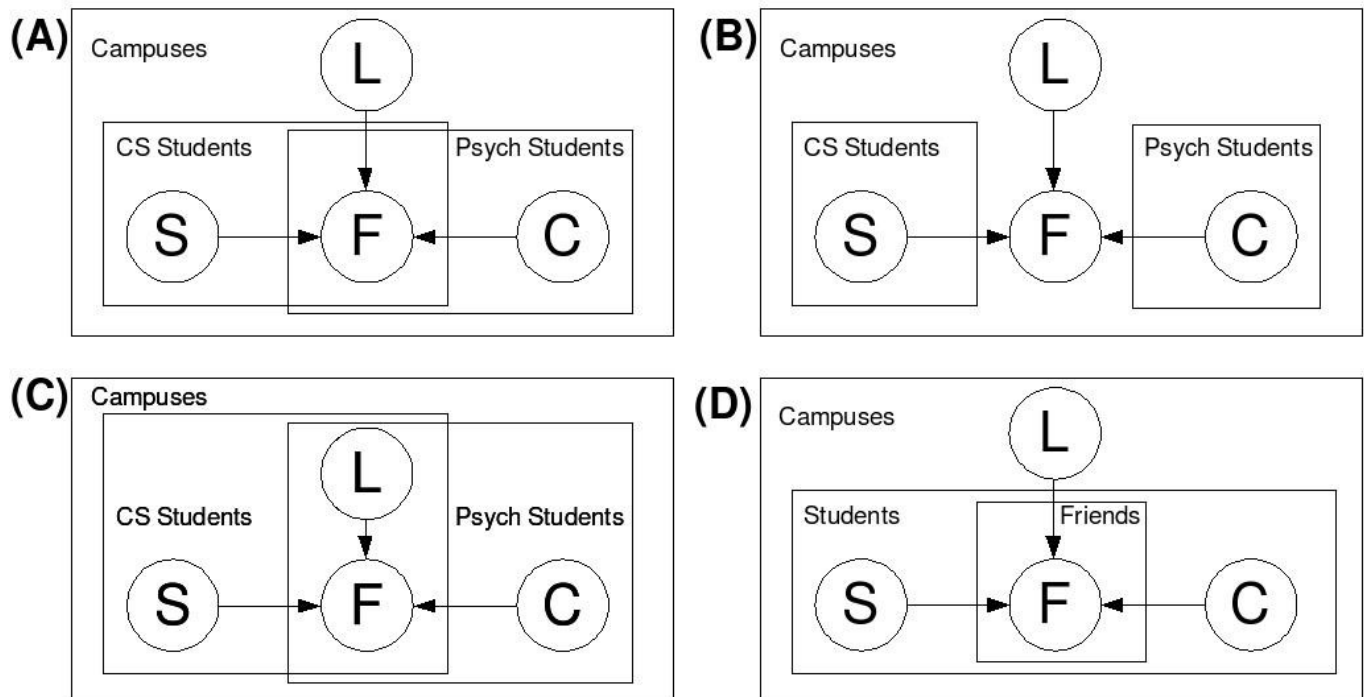 (A)
Campuses
L
CS Students
Psych Students
S
F
C
(B)
Campuses
L
CS Students
Psych Students
S
F
C
(C)
Campuses
L
CS Students
Psych Students
S
F
C
(D)
Campuses
L
Students
Friends
S
F
C